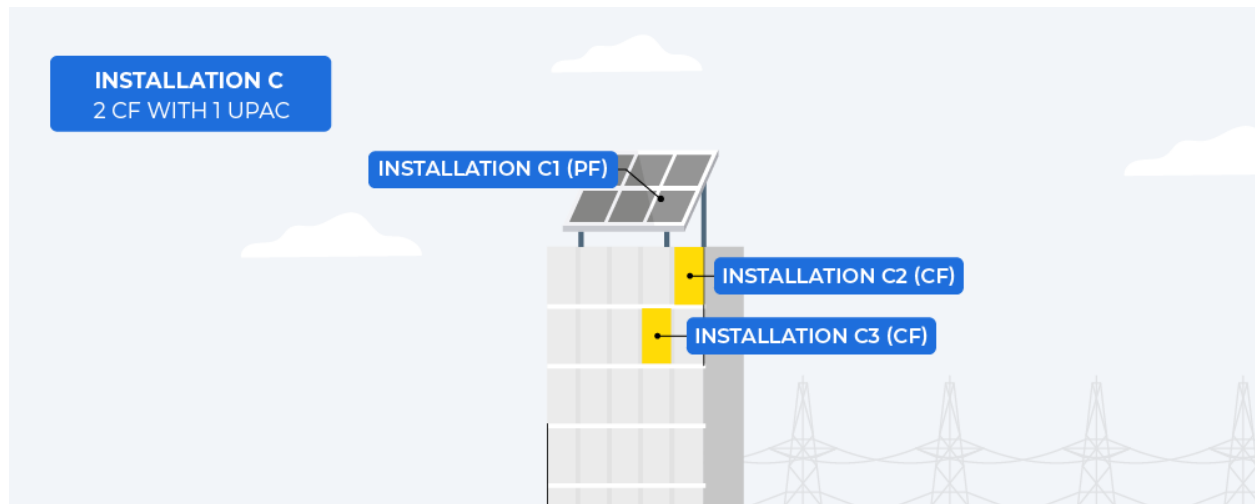 INSTALLATION C
2 CF WITH 1 UPAC
INSTALLATION C1 (PF)
INSTALLATION C2 (CF)
INSTALLATION C3 (CF)